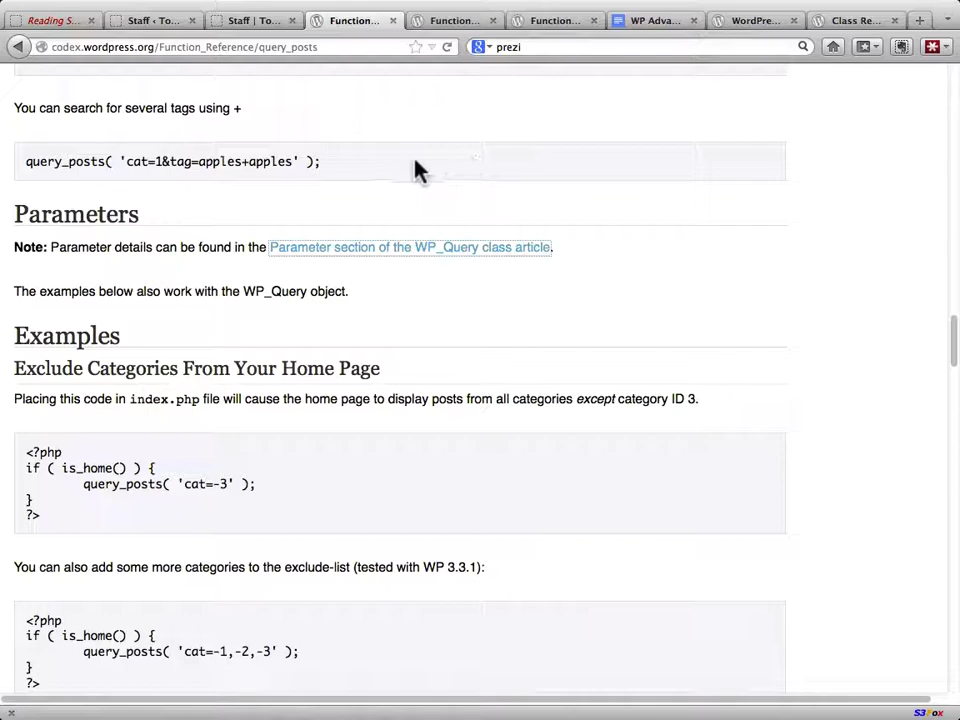 Reading S...
Staff ‹ To...
Staff | To...
Function...
Function...
Function...
WP Adva...
WordPre...
Class Re...
codex.wordpress.org/Function_Reference/query_posts
prezi
You can search for several tags using +
query_posts( 'cat=1&tag=apples+apples' );
Parameters
Note: Parameter details can be found in the Parameter section of the WP_Query class article.
The examples below also work with the WP_Query object.
Examples
Exclude Categories From Your Home Page
Placing this code in index.php file will cause the home page to display posts from all categories except category ID 3.
<?php
if ( is_home() ) {
query_posts( 'cat=-3' );
}
?>
You can also add some more categories to the exclude-list (tested with WP 3.3.1):
<?php
if ( is_home() ) {
query_posts( 'cat=-1,-2,-3' );
}
?>
S3Fox